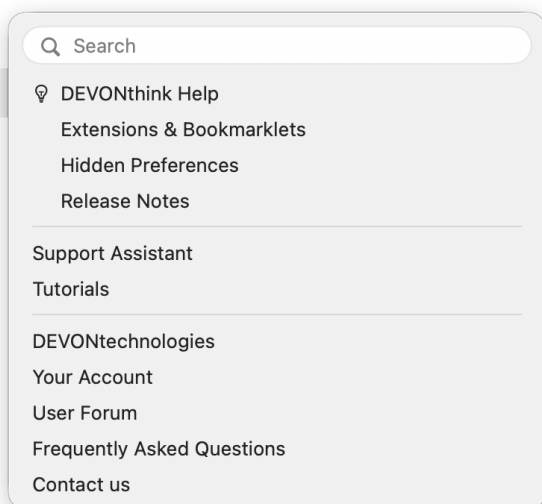 Search
DEVONthink Help
Extensions & Bookmarklets
Hidden Preferences
Release Notes
Support Assistant
Tutorials
DEVONtechnologies
Your Account
User Forum
Frequently Asked Questions
Contact us